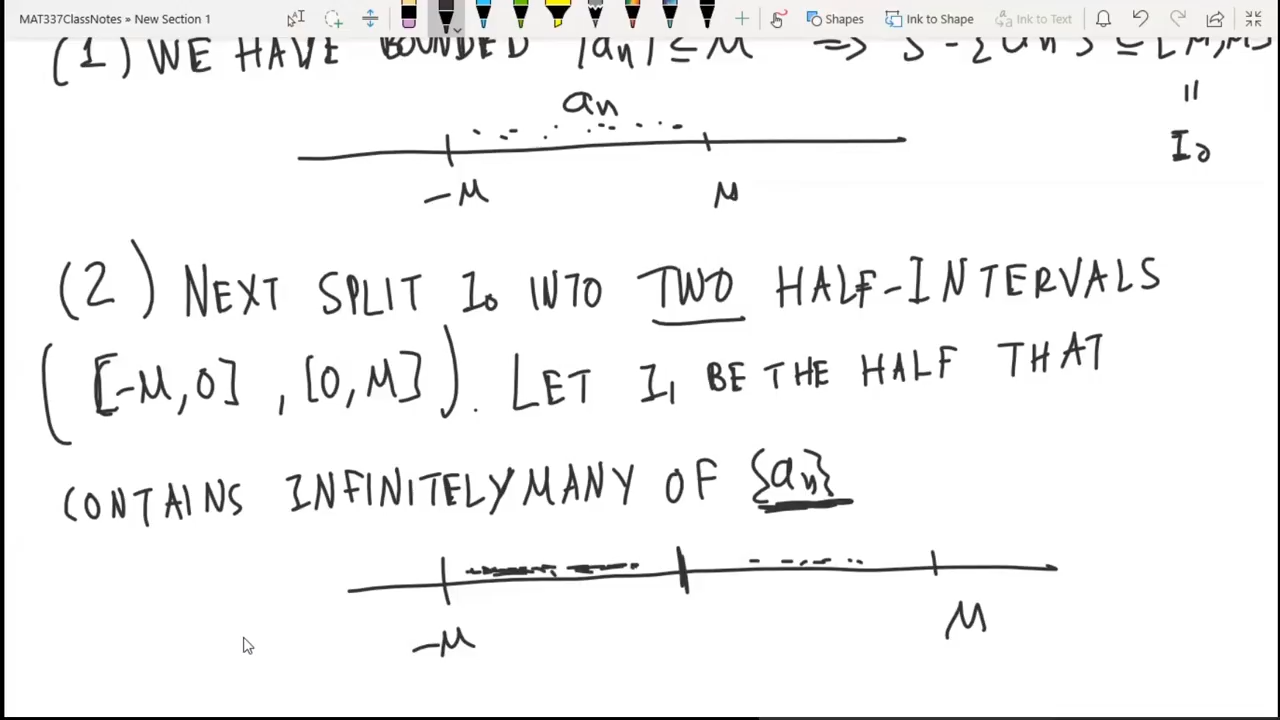 MAT337ClassNotes » New Section 1
Shapes
Ink to Shape
Ink to Text
(1) WE HAVE BOUNDED |an| ≤ M ⇒ S = {an} ⊆ [-M,M]
an
||
I0
-M M
(2) NEXT SPLIT I0 INTO TWO HALF-INTERVALS
([-M,0] , [0,M]). LET I1 BE THE HALF THAT
CONTAINS INFINITELY MANY OF {an}
-M M